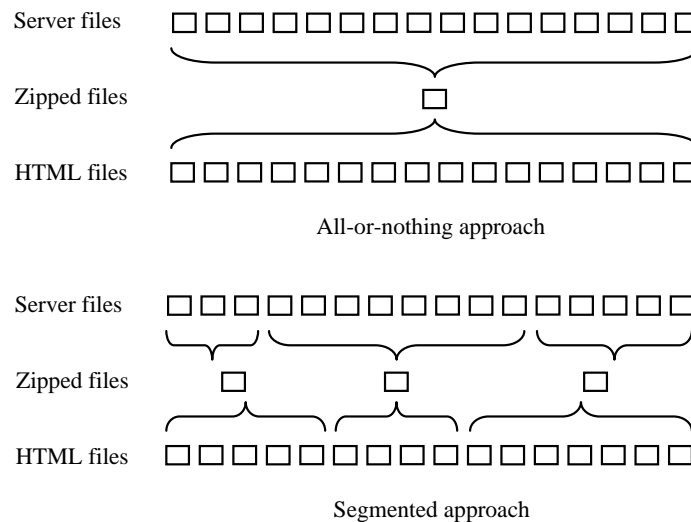 Server files
Zipped files
HTML files
All-or-nothing approach
Server files
Zipped files
HTML files
Segmented approach